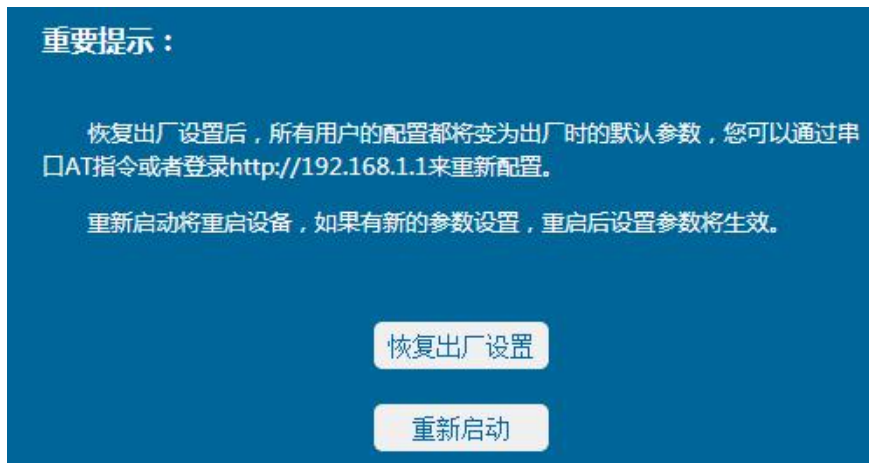 重要提示：
恢复出厂设置后，所有用户的配置都将变为出厂时的默认参数，您可以通过串
口AT指令或者登录http://192.168.1.1来重新配置。
重新启动将重启设备，如果有新的参数设置，重启后设置参数将生效。
恢复出厂设置
重新启动